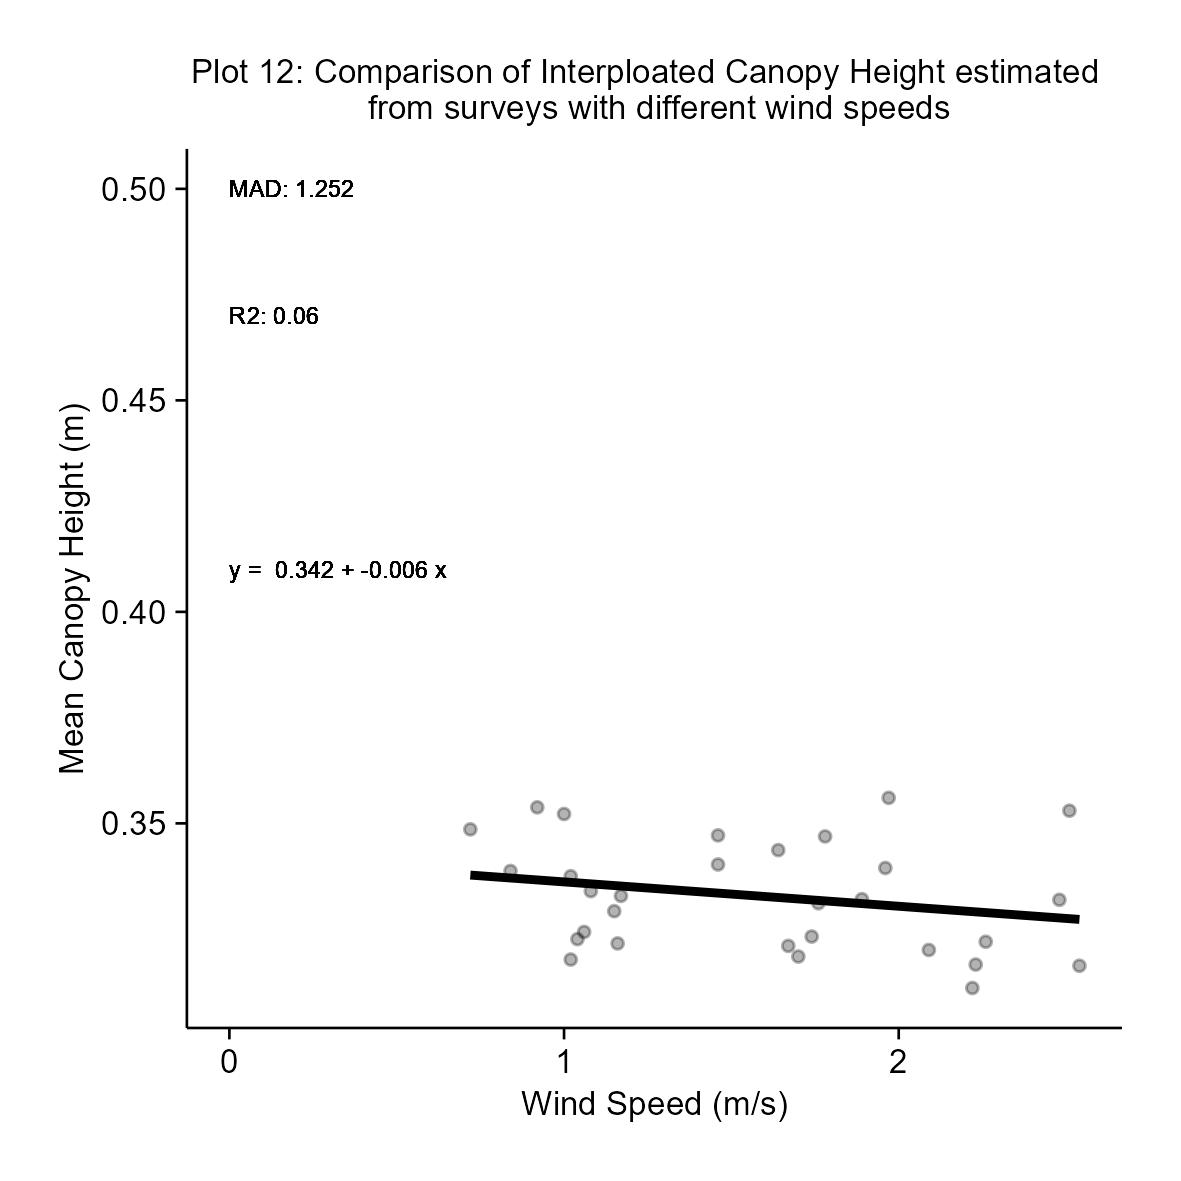 Plot 12: Comparison of Interploated Canopy Height estimated
from surveys with different wind speeds
0.50
MAD: 1.252
R2: 0.06
0.45
y =  0.342 + -0.006 x
0.40
Mean Canopy Height (m)
0.35
0
1
2
Wind Speed (m/s)